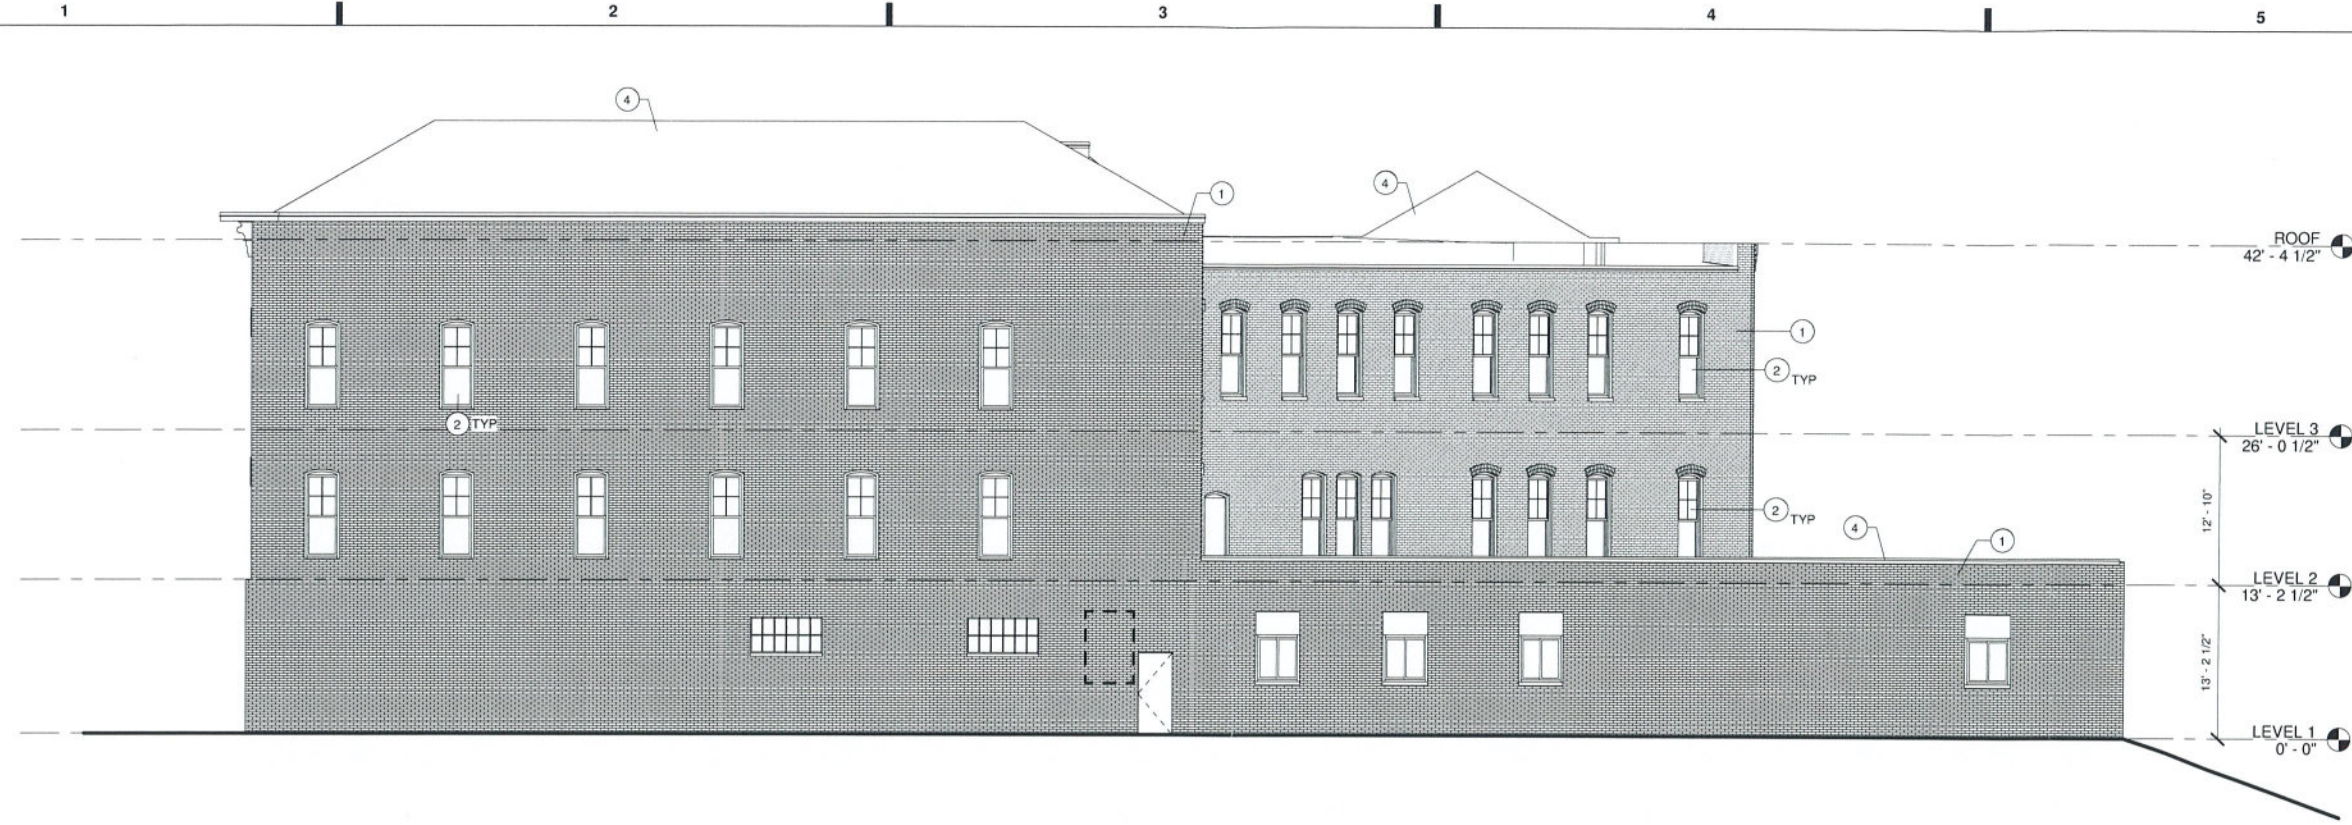 1 2 3 4 5
4
1
4
ROOF
42' - 4 1/2"
1
2 TYP
2 TYP
LEVEL 3
26' - 0 1/2"
12' - 10"
2 TYP
4
1
LEVEL 2
13' - 2 1/2"
13' - 2 1/2"
LEVEL 1
0' - 0"